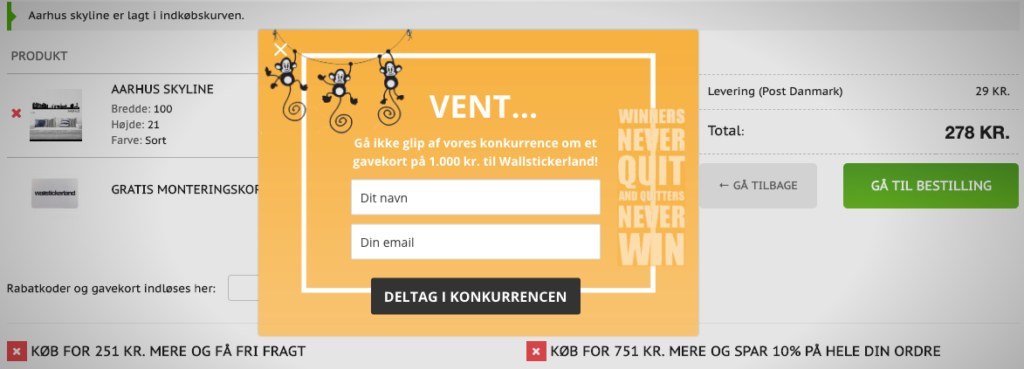 Aarhus skyline er lagt i indkøbskurven.
PRODUKT
AARHUS SKYLINE
Bredde: 100
Højde: 21
Farve: Sort
wallstickerland
GRATIS MONTERINGSKOR
Rabatkoder og gavekort indløses her:
VENT...
Gå ikke glip af vores konkurrence om et
gavekort på 1.000 kr. til Wallstickerland!
Dit navn
Din email
DELTAG I KONKURRENCEN
WINNERS
NEVER
QUIT
AND QUITTERS
NEVER
WIN
Levering (Post Danmark) 29 KR.
Total: 278 KR.
← GÅ TILBAGE
GÅ TIL BESTILLING
KØB FOR 251 KR. MERE OG FÅ FRI FRAGT
KØB FOR 751 KR. MERE OG SPAR 10% PÅ HELE DIN ORDRE